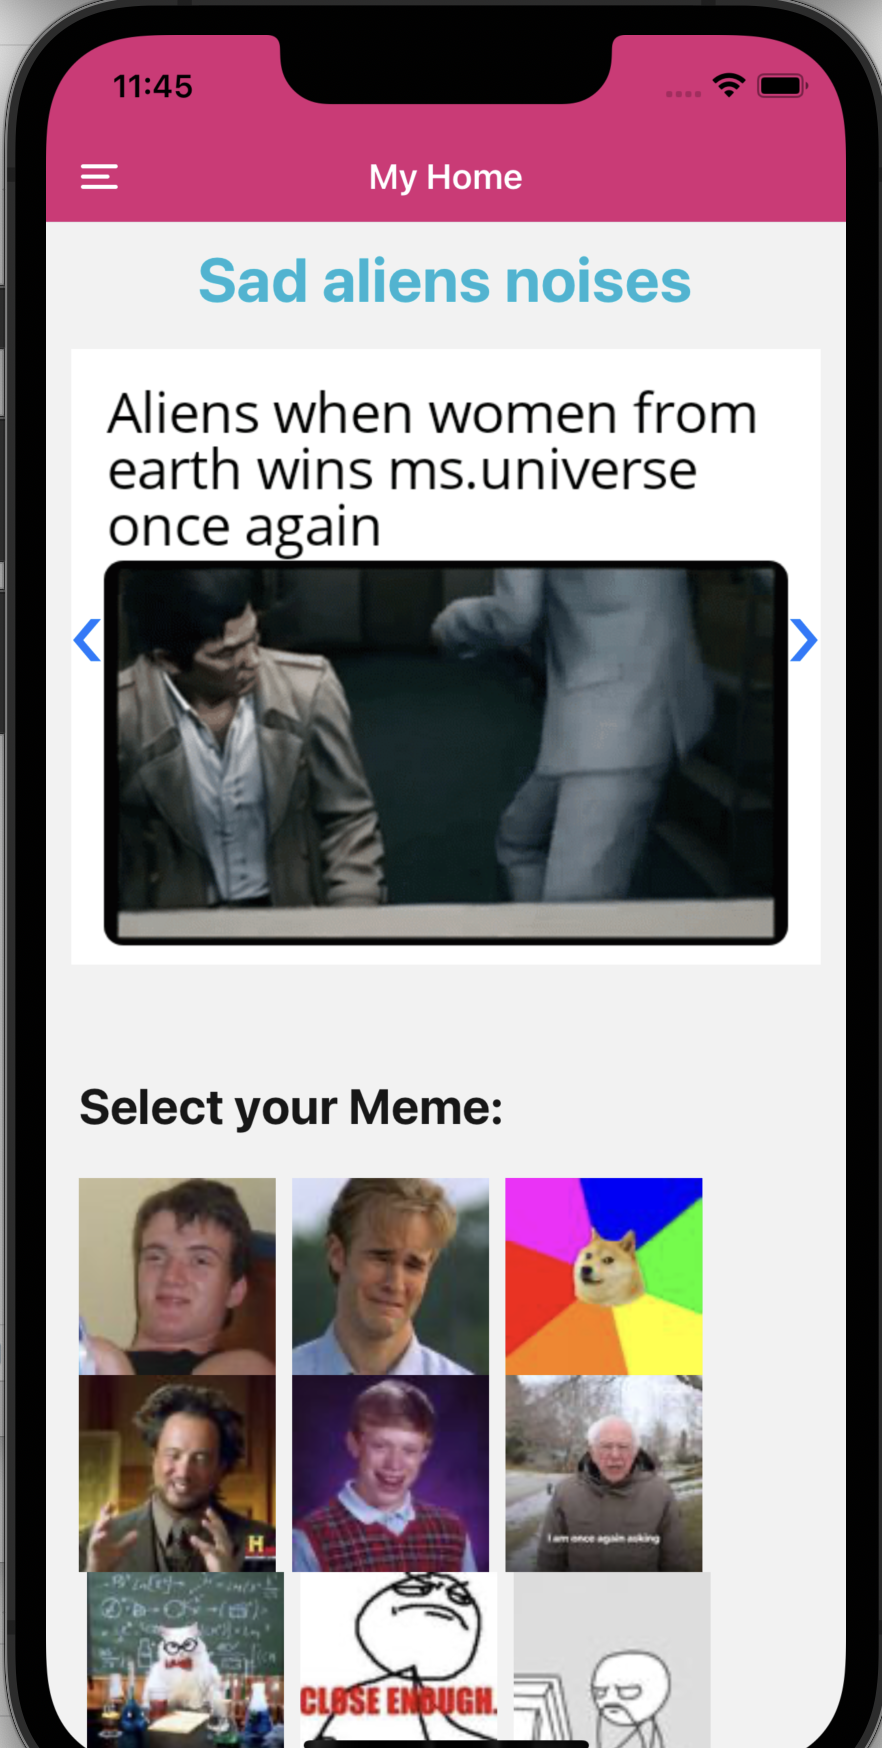 11:45
My Home
Sad aliens noises
Aliens when women from
earth wins ms.universe
once again
Select your Meme:
H
I am once again asking
CLOSE ENOUGH.